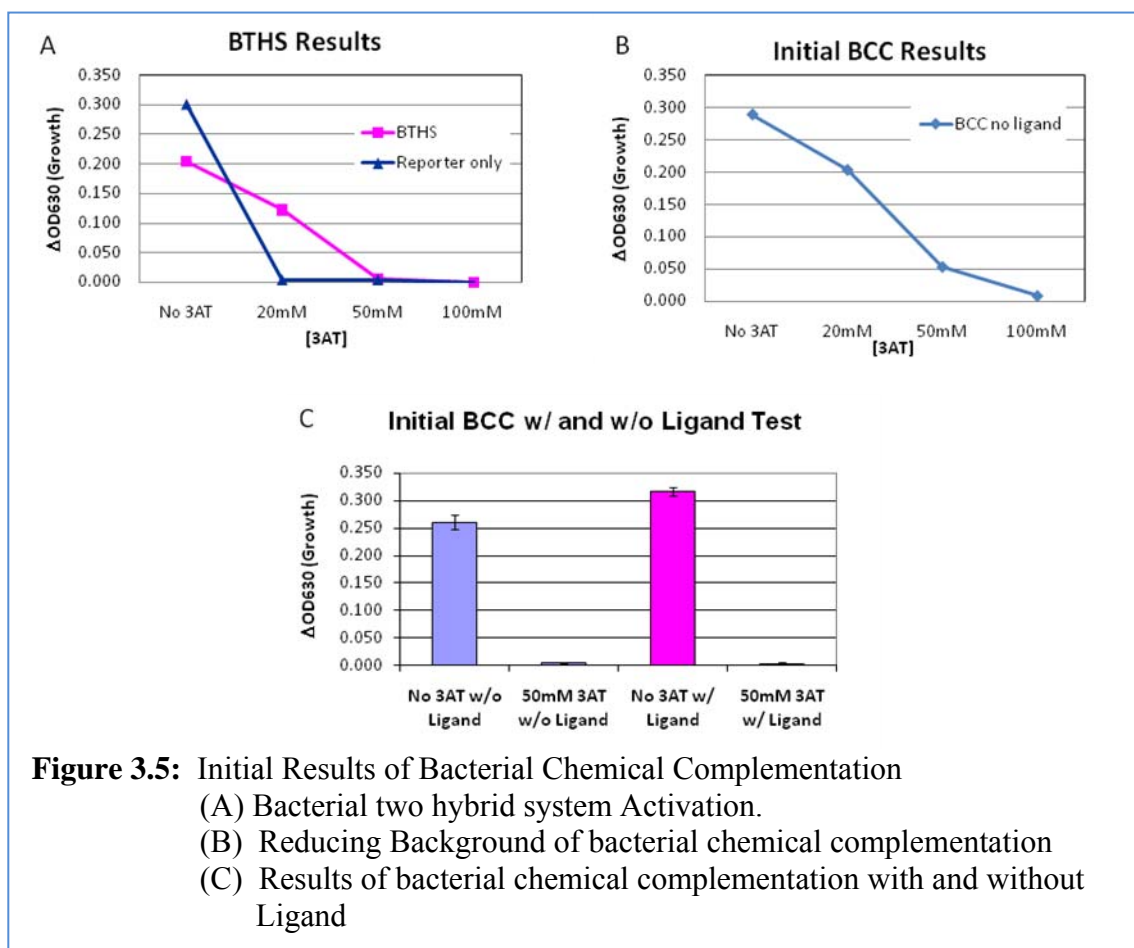 A
BTHS Results
ΔOD630 (Growth)
0.350
0.300
0.250
0.200
0.150
0.100
0.050
0.000
BTHS
Reporter only
No 3AT 20mM 50mM 100mM
[3AT]
B
Initial BCC Results
ΔOD630 (Growth)
0.350
0.300
0.250
0.200
0.150
0.100
0.050
0.000
BCC no ligand
No 3AT 20mM 50mM 100mM
[3AT]
C
Initial BCC w/ and w/o Ligand Test
ΔOD630 (Growth)
0.350
0.300
0.250
0.200
0.150
0.100
0.050
0.000
No 3AT w/o 50mM 3AT No 3AT w/ 50mM 3AT
Ligand w/o Ligand Ligand w/ Ligand
Figure 3.5: Initial Results of Bacterial Chemical Complementation
(A) Bacterial two hybrid system Activation.
(B) Reducing Background of bacterial chemical complementation
(C) Results of bacterial chemical complementation with and without
Ligand